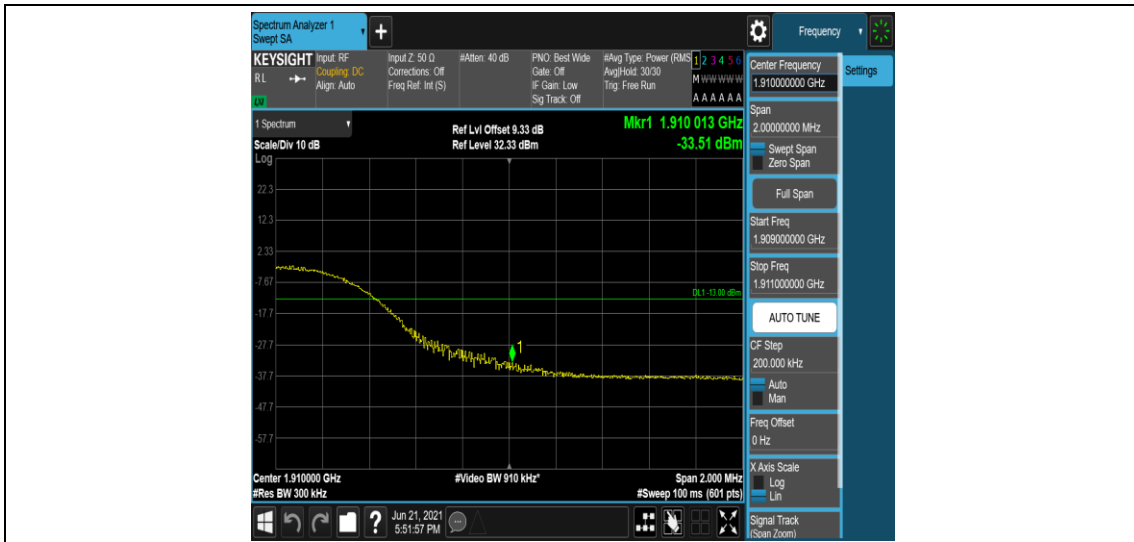 Spectrum Analyzer 1
Swept SA
+
Frequency
KEYSIGHT
RL
LXI
Input: RF
Coupling: DC
Align: Auto
Input Z: 50 Ω
Corrections: Off
Freq Ref: Int (S)
#Atten: 40 dB
PNO: Best Wide
Gate: Off
IF Gain: Low
Sig Track: Off
#Avg Type: Power (RMS
Avg|Hold: 30/30
Trig: Free Run
1 2 3 4 5 6
M W W W W W
A A A A A A
1 Spectrum
Scale/Div 10 dB
Log
Ref Lvl Offset 9.33 dB
Ref Level 32.33 dBm
Mkr1 1.910 013 GHz
-33.51 dBm
22.3
12.3
2.33
-7.67
-17.7
-27.7
-37.7
-47.7
-57.7
DL1 -13.00 dBm
1
Center 1.910000 GHz
#Res BW 300 kHz
#Video BW 910 kHz*
Span 2.000 MHz
#Sweep 100 ms (601 pts)
?
Jun 21, 2021
5:51:57 PM
Center Frequency
1.910000000 GHz
Settings
Span
2.00000000 MHz
Swept Span
Zero Span
Full Span
Start Freq
1.909000000 GHz
Stop Freq
1.911000000 GHz
AUTO TUNE
CF Step
200.000 kHz
Auto
Man
Freq Offset
0 Hz
X Axis Scale
Log
Lin
Signal Track
(Span Zoom)